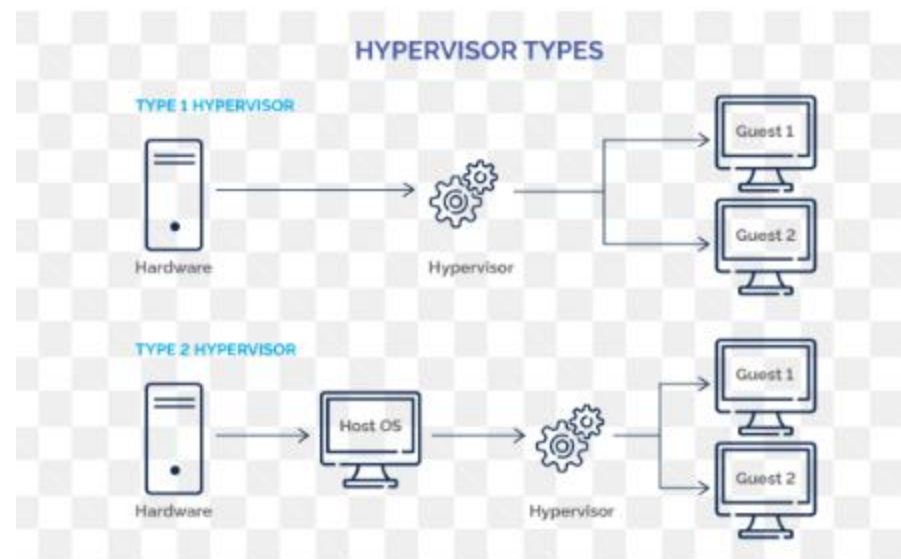 HYPERVISOR TYPES
TYPE 1 HYPERVISOR
Guest 1
Guest 2
Hardware
Hypervisor
TYPE 2 HYPERVISOR
Guest 1
Host OS
Guest 2
Hardware
Hypervisor